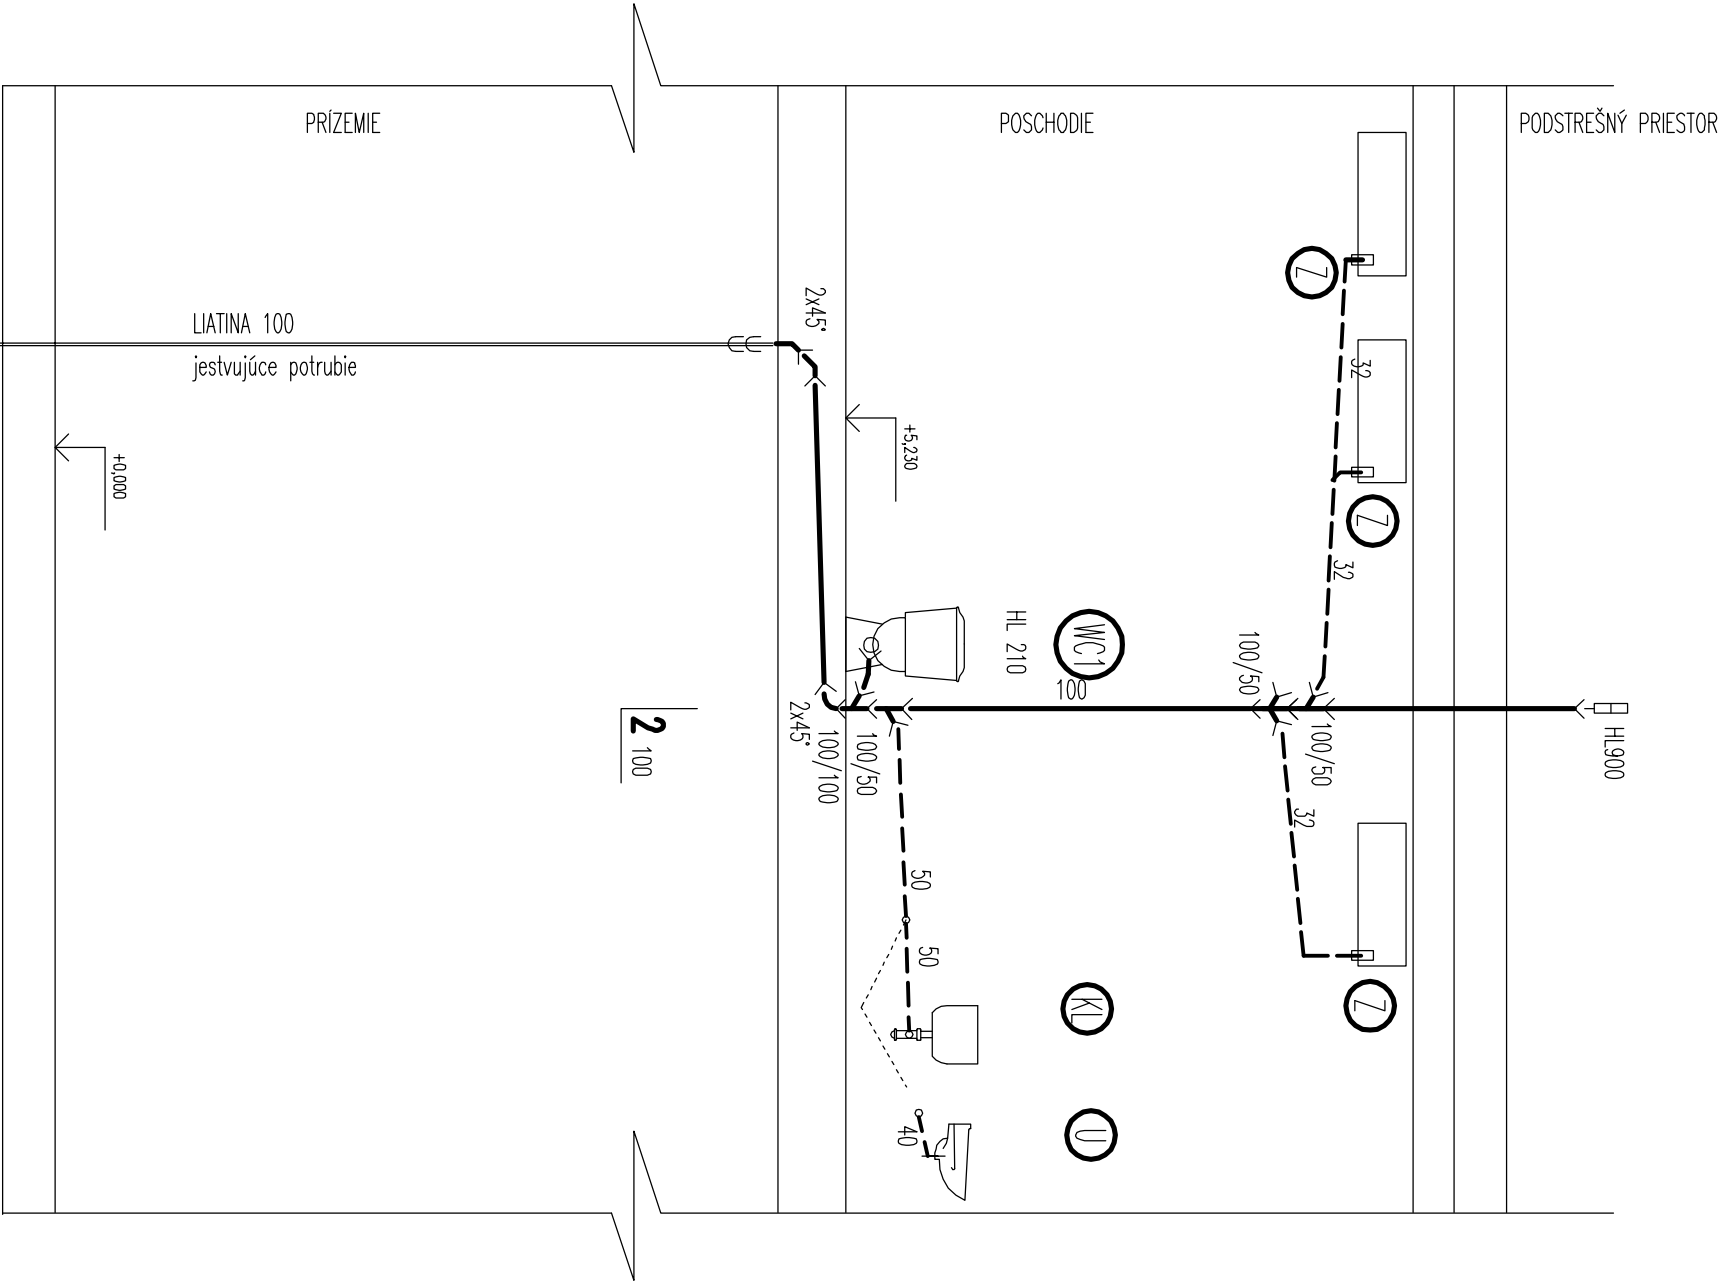 PRÍZEMIE
POSCHODIE
PODSTREŠNÝ PRIESTOR
Z
2x45°
LIATINA 100
jestvujúce potrubie
32
+5,230
+0,000
Z
32
HL 210
WC1
100
100/50
2x45°
100/100
100/50
100/50
HL900
2 100
32
50
50
Z
KL
U
40